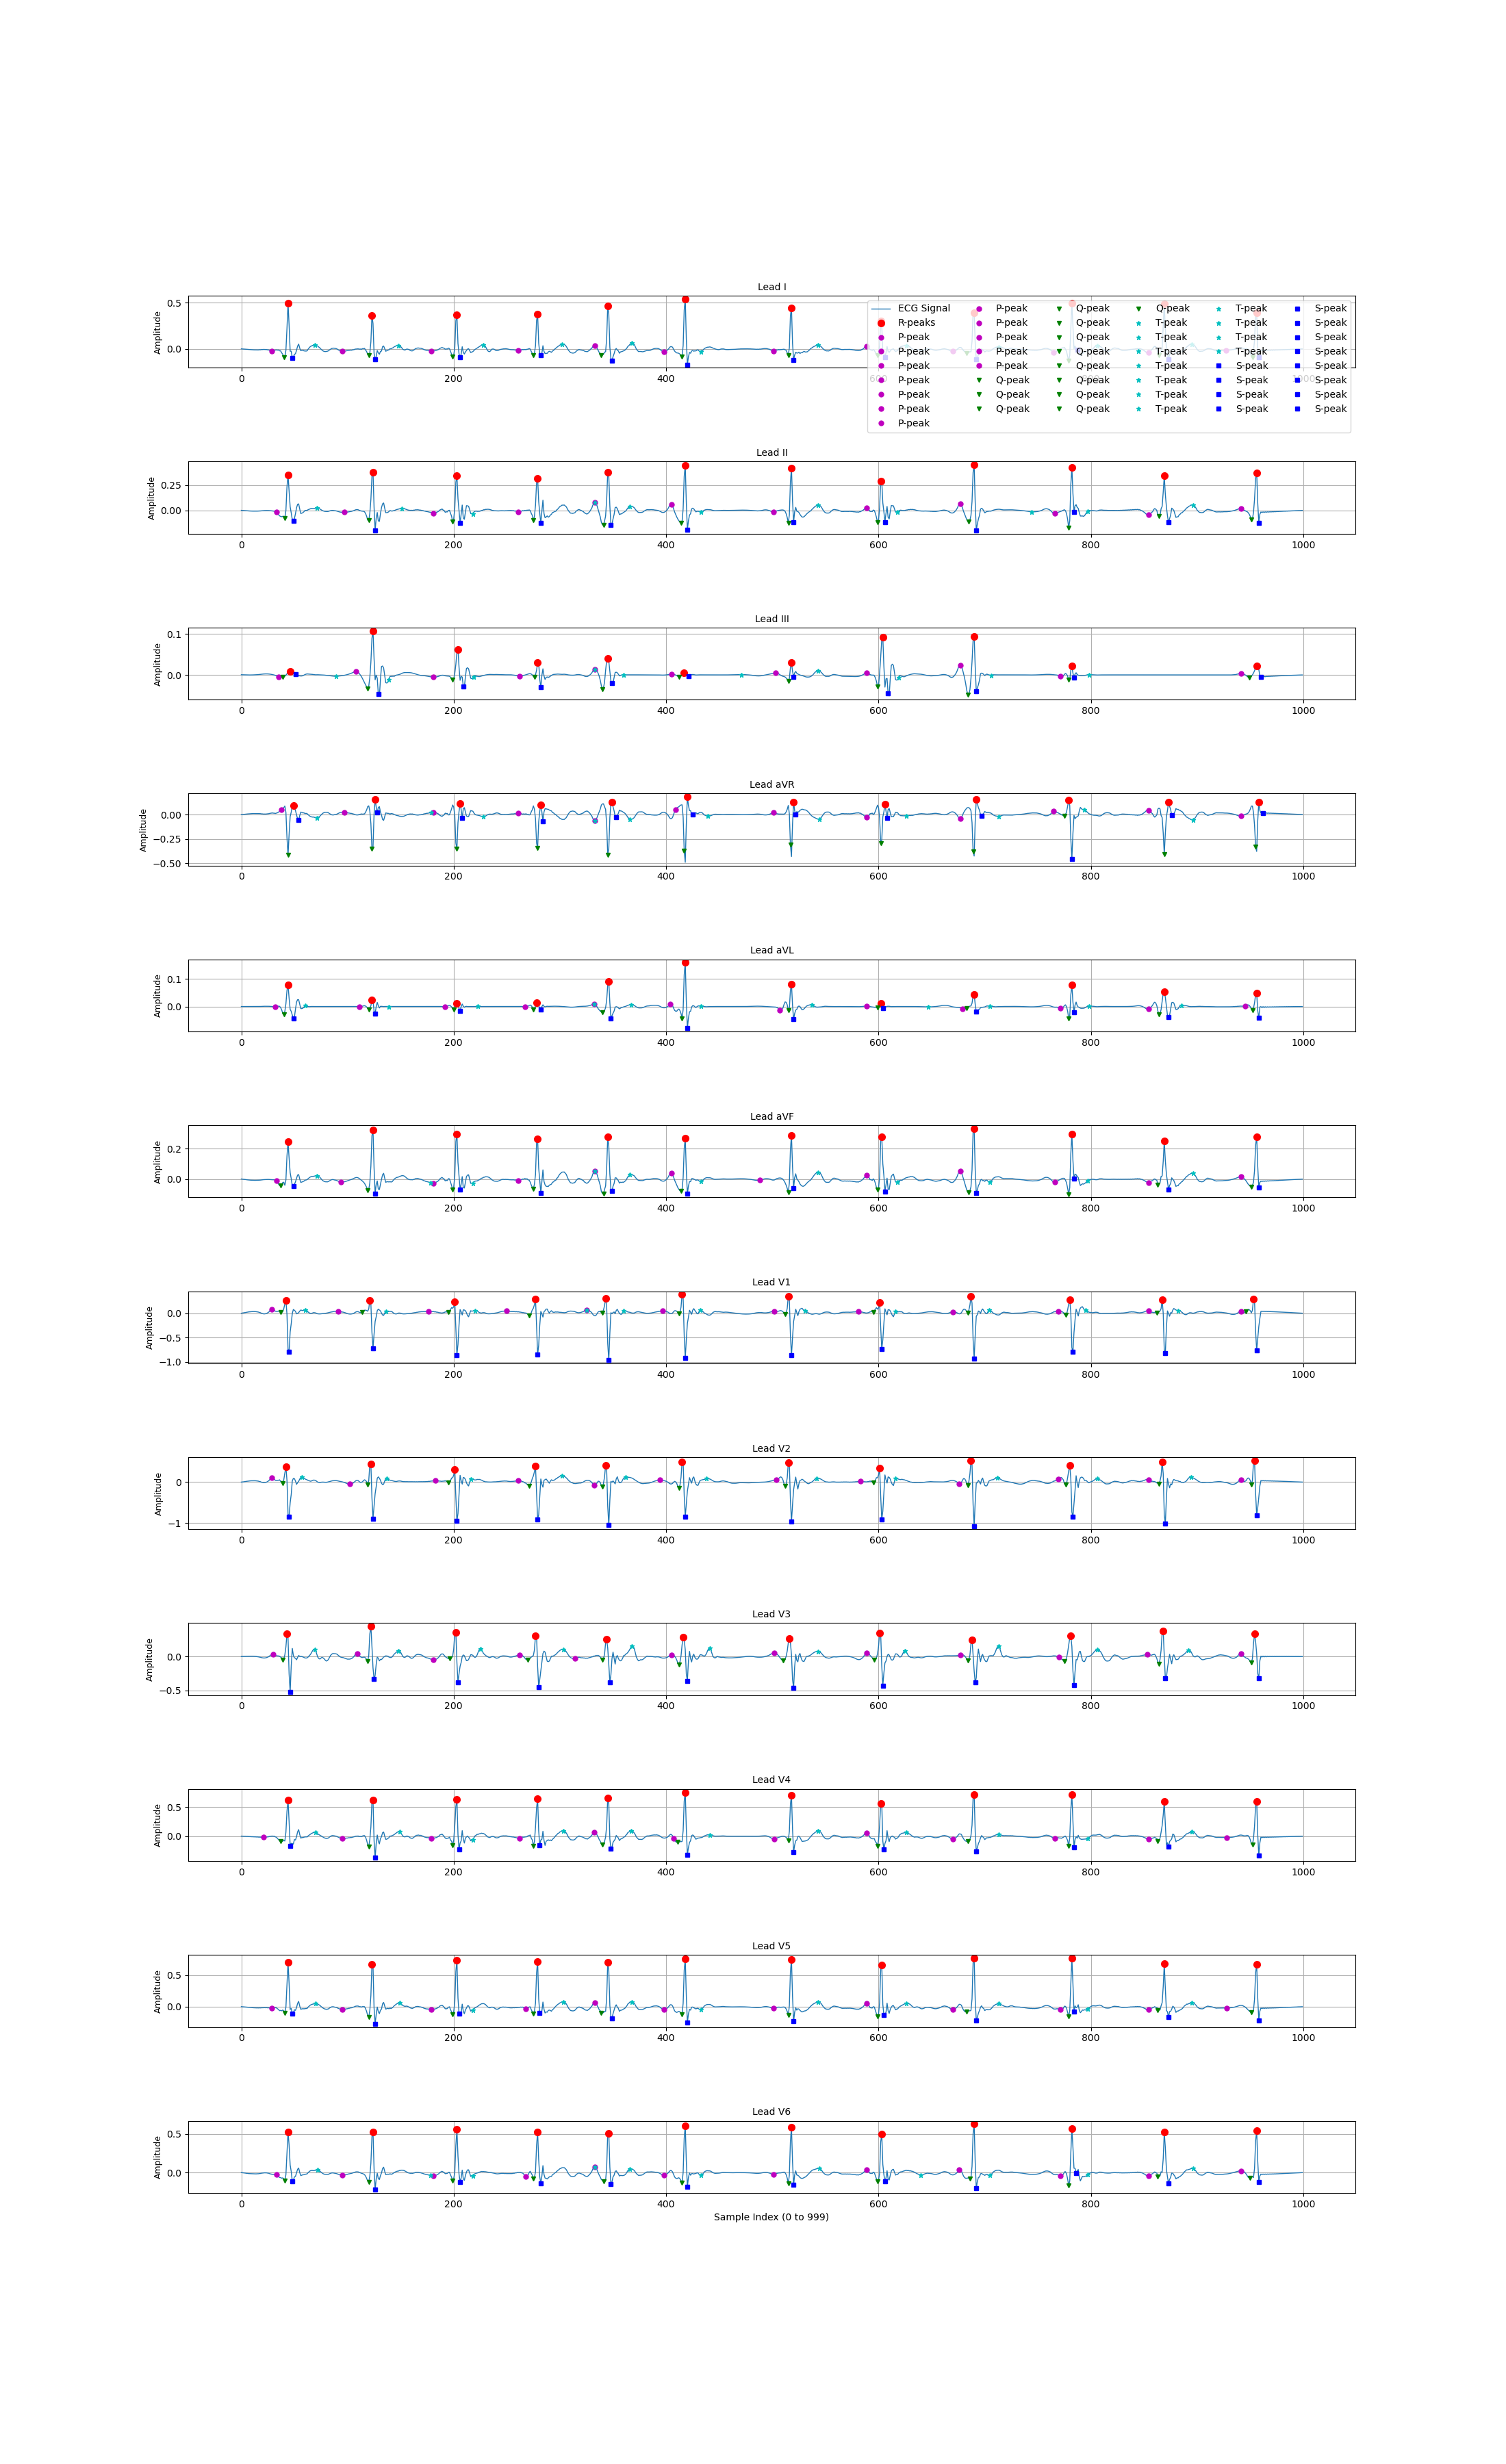 Lead I
Amplitude
0.5
0.0
0 200 400 600 800 1000
ECG Signal P-peak Q-peak Q-peak T-peak S-peak
R-peaks P-peak Q-peak T-peak T-peak S-peak
P-peak P-peak Q-peak T-peak T-peak S-peak
P-peak P-peak Q-peak T-peak T-peak S-peak
P-peak P-peak Q-peak T-peak S-peak S-peak
P-peak Q-peak Q-peak T-peak S-peak S-peak
P-peak Q-peak Q-peak T-peak S-peak S-peak
P-peak Q-peak Q-peak T-peak S-peak S-peak
P-peak
Lead II
Amplitude
0.25
0.00
0 200 400 600 800 1000
Lead III
Amplitude
0.1
0.0
0 200 400 600 800 1000
Lead aVR
Amplitude
0.00
−0.25
−0.50
0 200 400 600 800 1000
Lead aVL
Amplitude
0.1
0.0
0 200 400 600 800 1000
Lead aVF
Amplitude
0.2
0.0
0 200 400 600 800 1000
Lead V1
Amplitude
0.0
−0.5
−1.0
0 200 400 600 800 1000
Lead V2
Amplitude
0
−1
0 200 400 600 800 1000
Lead V3
Amplitude
0.0
−0.5
0 200 400 600 800 1000
Lead V4
Amplitude
0.5
0.0
0 200 400 600 800 1000
Lead V5
Amplitude
0.5
0.0
0 200 400 600 800 1000
Lead V6
Amplitude
0.5
0.0
0 200 400 600 800 1000
Sample Index (0 to 999)